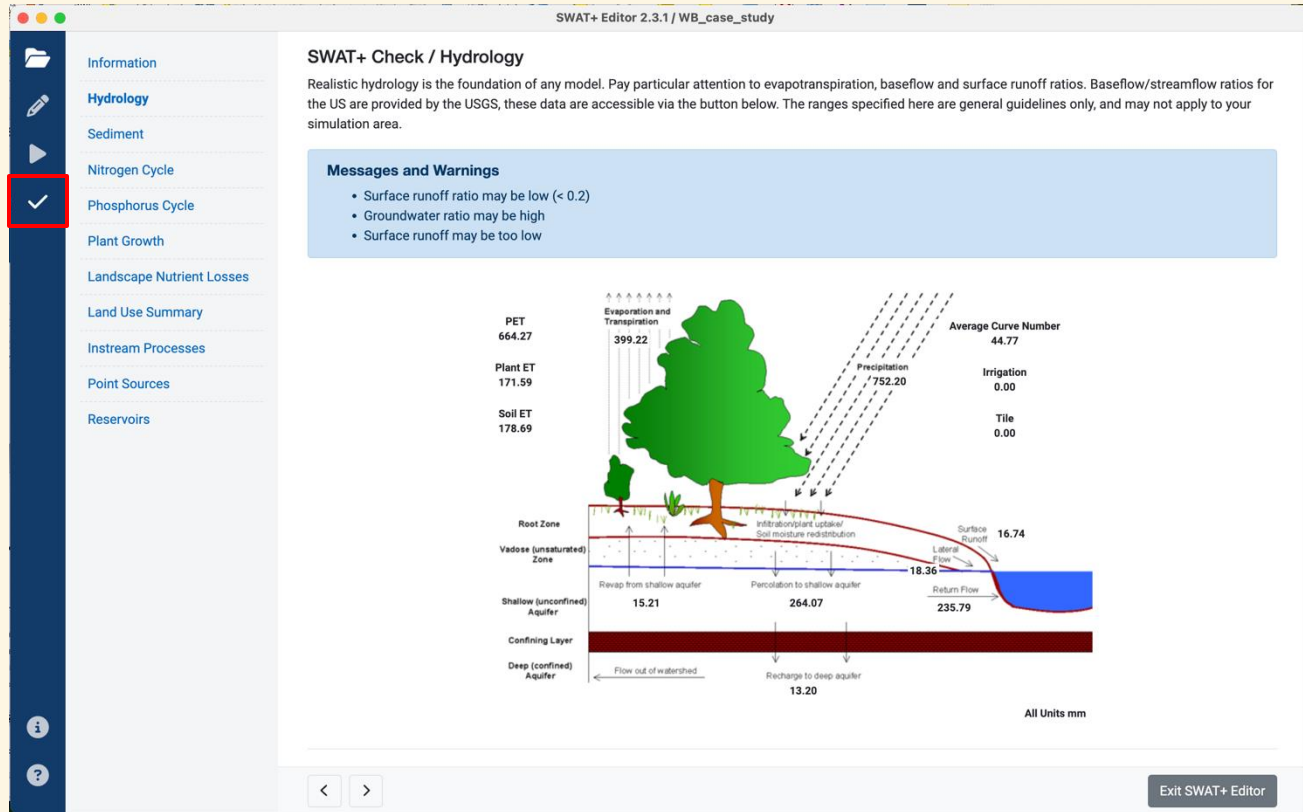 SWAT+ Editor 2.3.1 / WB_case_study
Information
Hydrology
Sediment
Nitrogen Cycle
Phosphorus Cycle
Plant Growth
Landscape Nutrient Losses
Land Use Summary
Instream Processes
Point Sources
Reservoirs
SWAT+ Check / Hydrology
Realistic hydrology is the foundation of any model. Pay particular attention to evapotranspiration, baseflow and surface runoff ratios. Baseflow/streamflow ratios for
the US are provided by the USGS, these data are accessible via the button below. The ranges specified here are general guidelines only, and may not apply to your
simulation area.
Messages and Warnings
• Surface runoff ratio may be low (< 0.2)
• Groundwater ratio may be high
• Surface runoff may be too low
PET
664.27
Plant ET
171.59
Soil ET
178.69
Evaporation and
Transpiration
399.22
Precipitation
752.20
Average Curve Number
44.77
Irrigation
0.00
Tile
0.00
Root Zone
Infiltration/plant uptake/
Soil moisture redistribution
Surface
Runoff
16.74
Vadose (unsaturated)
Zone
Lateral
Flow
18.36
Revap from shallow aquifer
15.21
Percolation to shallow aquifer
264.07
Return Flow
235.79
Shallow (unconfined)
Aquifer
Confining Layer
Deep (confined)
Aquifer
Flow out of watershed
Recharge to deep aquifer
13.20
All Units mm
Exit SWAT+ Editor